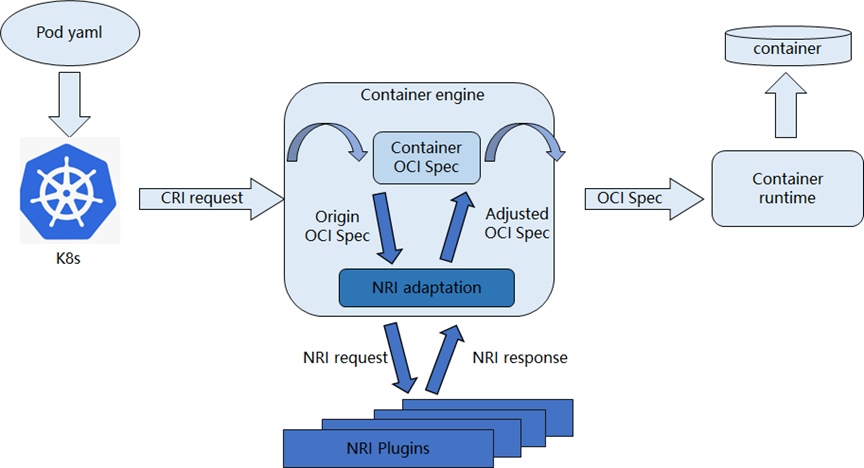 Pod yaml
K8s
CRI request
Container engine
Container
OCI Spec
Origin
OCI Spec
Adjusted
OCI Spec
NRI adaptation
NRI request
NRI response
NRI Plugins
OCI Spec
Container
runtime
container